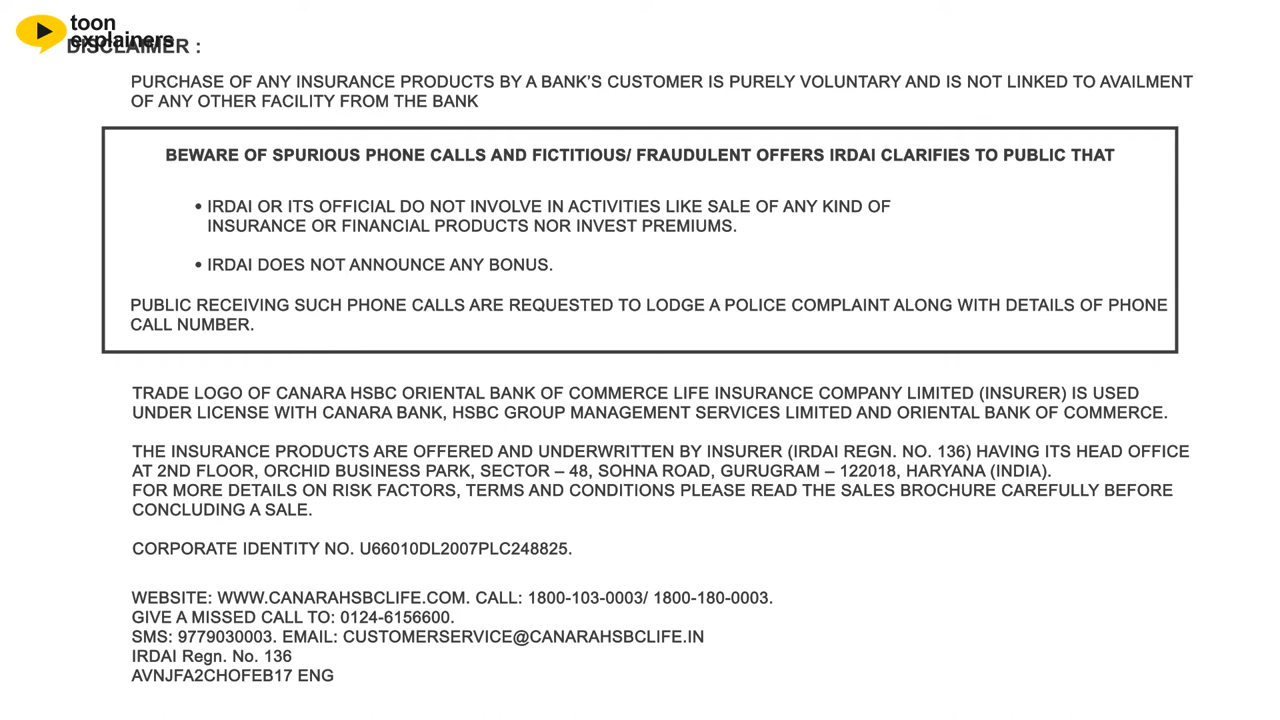 toon
explainers
DISCLAIMER :
PURCHASE OF ANY INSURANCE PRODUCTS BY A BANK'S CUSTOMER IS PURELY VOLUNTARY AND IS NOT LINKED TO AVAILMENT
OF ANY OTHER FACILITY FROM THE BANK
BEWARE OF SPURIOUS PHONE CALLS AND FICTITIOUS/ FRAUDULENT OFFERS IRDAI CLARIFIES TO PUBLIC THAT
• IRDAI OR ITS OFFICIAL DO NOT INVOLVE IN ACTIVITIES LIKE SALE OF ANY KIND OF
INSURANCE OR FINANCIAL PRODUCTS NOR INVEST PREMIUMS.
• IRDAI DOES NOT ANNOUNCE ANY BONUS.
PUBLIC RECEIVING SUCH PHONE CALLS ARE REQUESTED TO LODGE A POLICE COMPLAINT ALONG WITH DETAILS OF PHONE
CALL NUMBER.
TRADE LOGO OF CANARA HSBC ORIENTAL BANK OF COMMERCE LIFE INSURANCE COMPANY LIMITED (INSURER) IS USED
UNDER LICENSE WITH CANARA BANK, HSBC GROUP MANAGEMENT SERVICES LIMITED AND ORIENTAL BANK OF COMMERCE.
THE INSURANCE PRODUCTS ARE OFFERED AND UNDERWRITTEN BY INSURER (IRDAI REGN. NO. 136) HAVING ITS HEAD OFFICE
AT 2ND FLOOR, ORCHID BUSINESS PARK, SECTOR – 48, SOHNA ROAD, GURUGRAM – 122018, HARYANA (INDIA).
FOR MORE DETAILS ON RISK FACTORS, TERMS AND CONDITIONS PLEASE READ THE SALES BROCHURE CAREFULLY BEFORE
CONCLUDING A SALE.
CORPORATE IDENTITY NO. U66010DL2007PLC248825.
WEBSITE: WWW.CANARAHSBCLIFE.COM. CALL: 1800-103-0003/ 1800-180-0003.
GIVE A MISSED CALL TO: 0124-6156600.
SMS: 9779030003. EMAIL: CUSTOMERSERVICE@CANARAHSBCLIFE.IN
IRDAI Regn. No. 136
AVNJFA2CHOFEB17 ENG